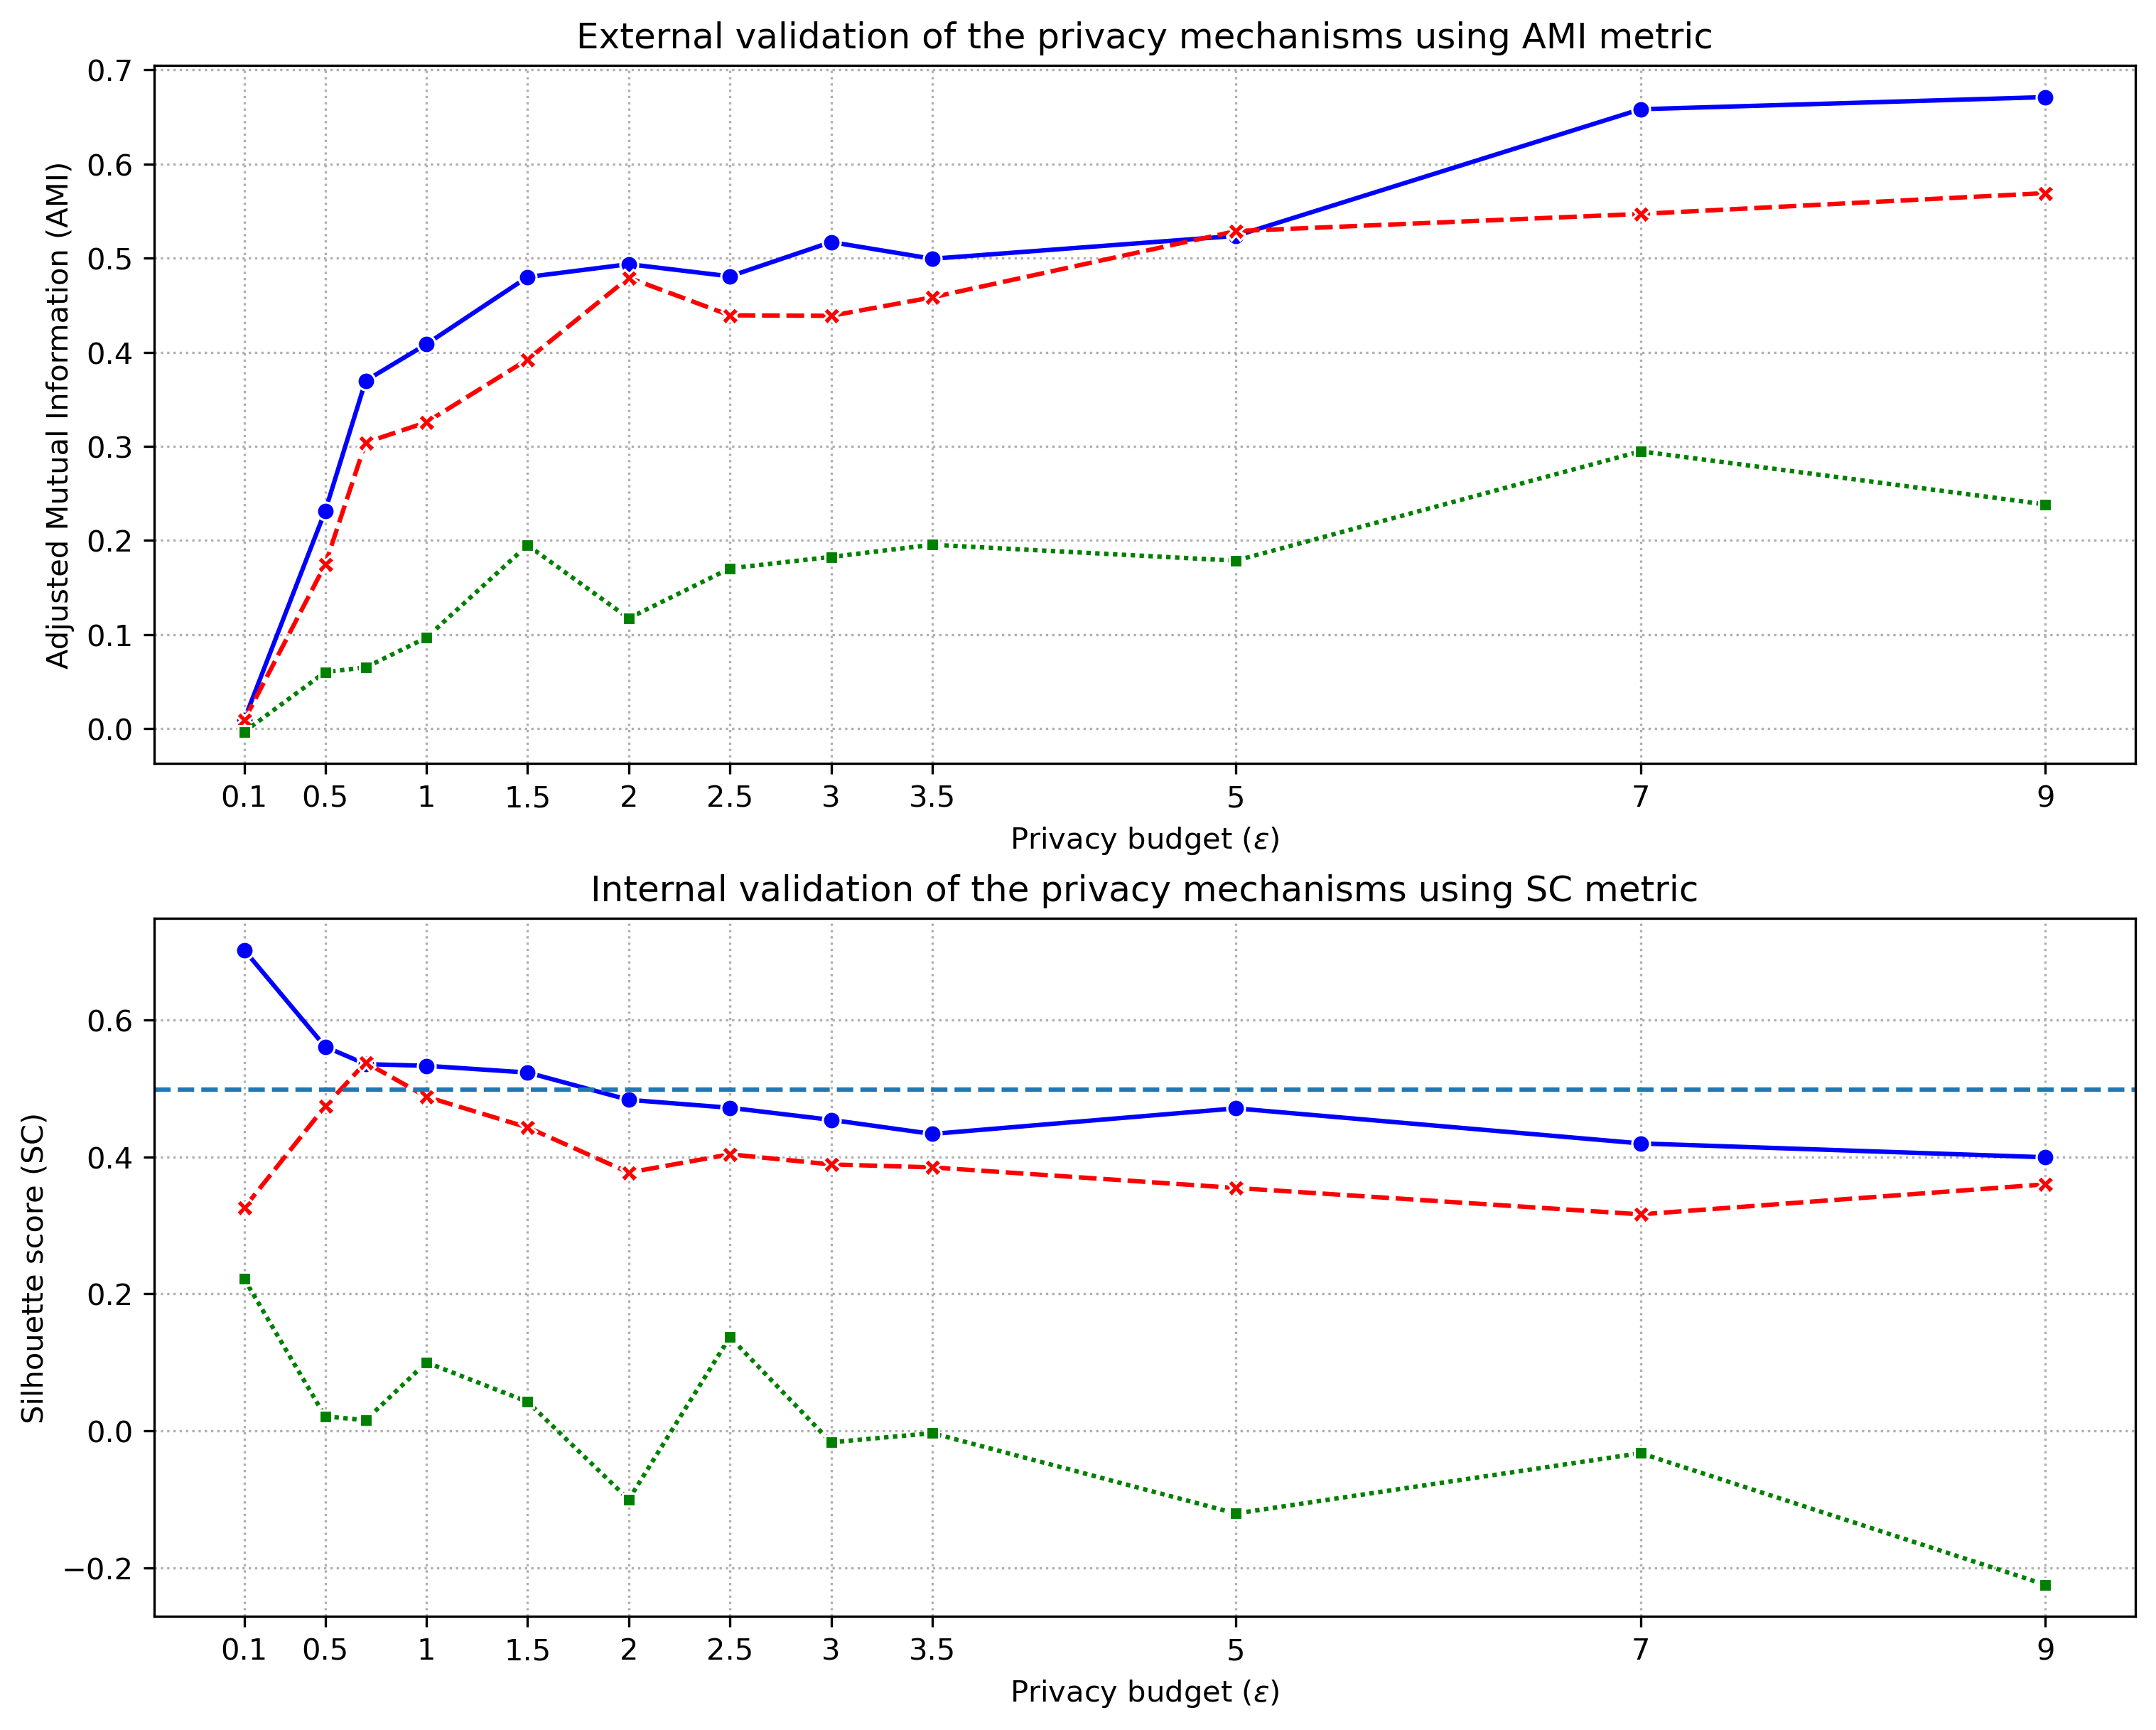 External validation of the privacy mechanisms using AMI metric
Adjusted Mutual Information (AMI)
0.7
0.6
0.5
0.4
0.3
0.2
0.1
0.0
0.1 0.5 1 1.5 2 2.5 3 3.5 5 7 9
Privacy budget (ε)
Internal validation of the privacy mechanisms using SC metric
Silhouette score (SC)
0.6
0.4
0.2
0.0
−0.2
0.1 0.5 1 1.5 2 2.5 3 3.5 5 7 9
Privacy budget (ε)